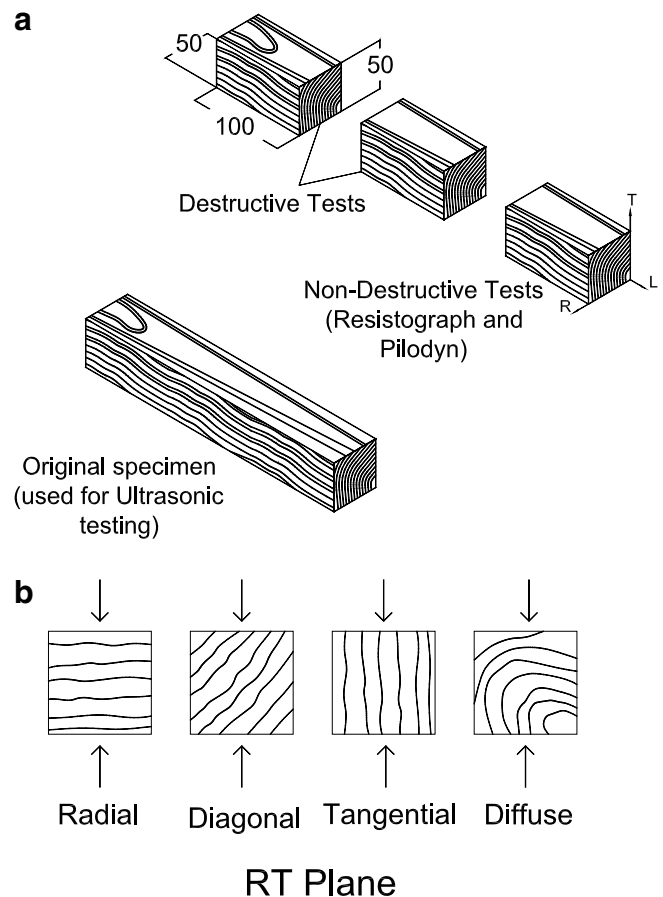 a
50
50
100
Destructive Tests
T
L
R
Non-Destructive Tests
(Resistograph and
Pilodyn)
Original specimen
(used for Ultrasonic
testing)
b
Radial
Diagonal
Tangential
Diffuse
RT Plane